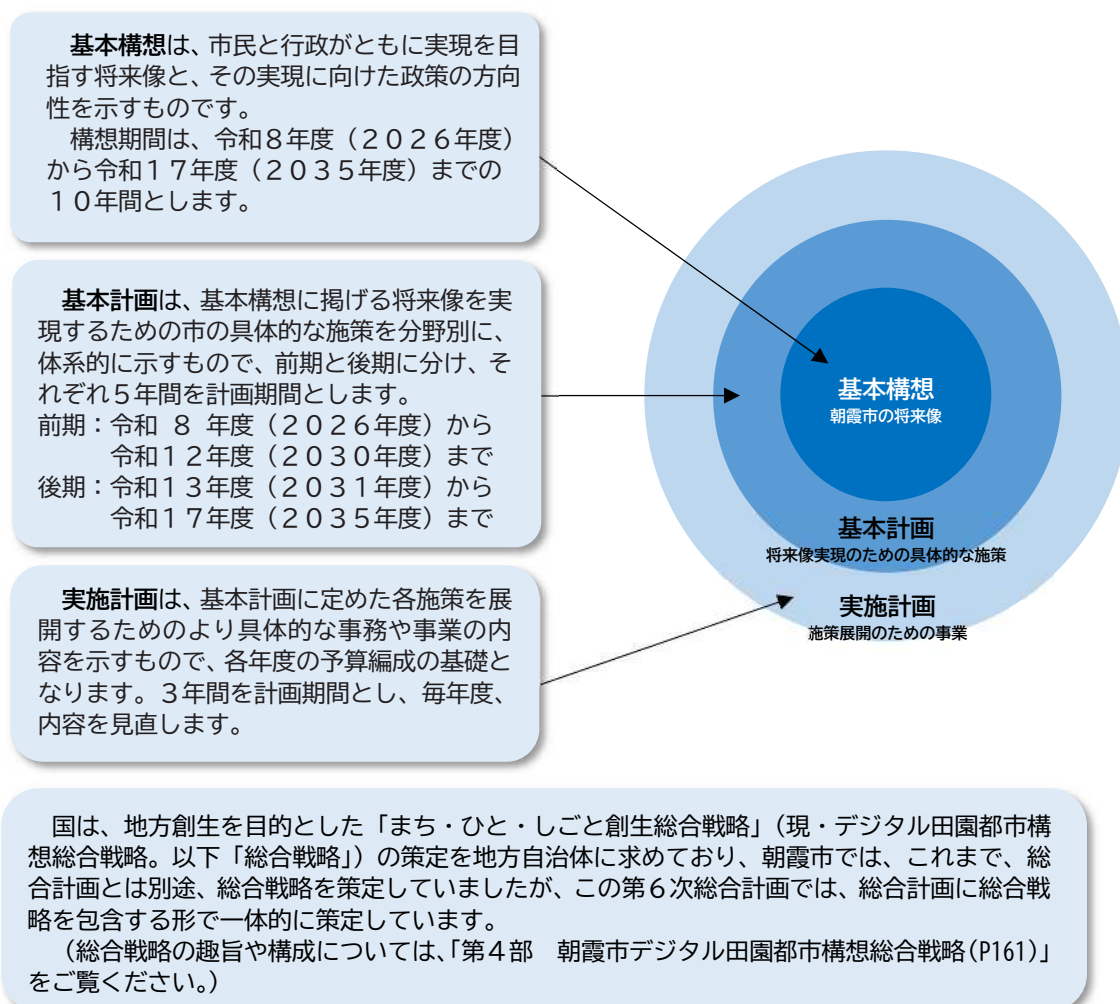 基本構想は、市民と行政がともに実現を目
指す将来像と、その実現に向けた政策の方向
性を示すものです。
構想期間は、令和８年度（２０２６年度）
から令和１７年度（２０３５年度）までの
１０年間とします。
基本計画は、基本構想に掲げる将来像を実
現するための市の具体的な施策を分野別に、
体系的に示すもので、前期と後期に分け、そ
れぞれ５年間を計画期間とします。
前期：令和 ８ 年度（２０２６年度）から
令和１２年度（２０３０年度）まで
後期：令和１３年度（２０３１年度）から
令和１７年度（２０３５年度）まで
実施計画は、基本計画に定めた各施策を展
開するためのより具体的な事務や事業の内
容を示すもので、各年度の予算編成の基礎と
なります。３年間を計画期間とし、毎年度、
内容を見直します。
基本構想
朝霞市の将来像
基本計画
将来像実現のための具体的な施策
実施計画
施策展開のための事業
国は、地方創生を目的とした「まち・ひと・しごと創生総合戦略」（現・デジタル田園都市構
想総合戦略。以下「総合戦略」）の策定を地方自治体に求めており、朝霞市では、これまで、総
合計画とは別途、総合戦略を策定していましたが、この第６次総合計画では、総合計画に総合戦
略を包含する形で一体的に策定しています。
（総合戦略の趣旨や構成については、「第４部　朝霞市デジタル田園都市構想総合戦略(P161)」
をご覧ください。）